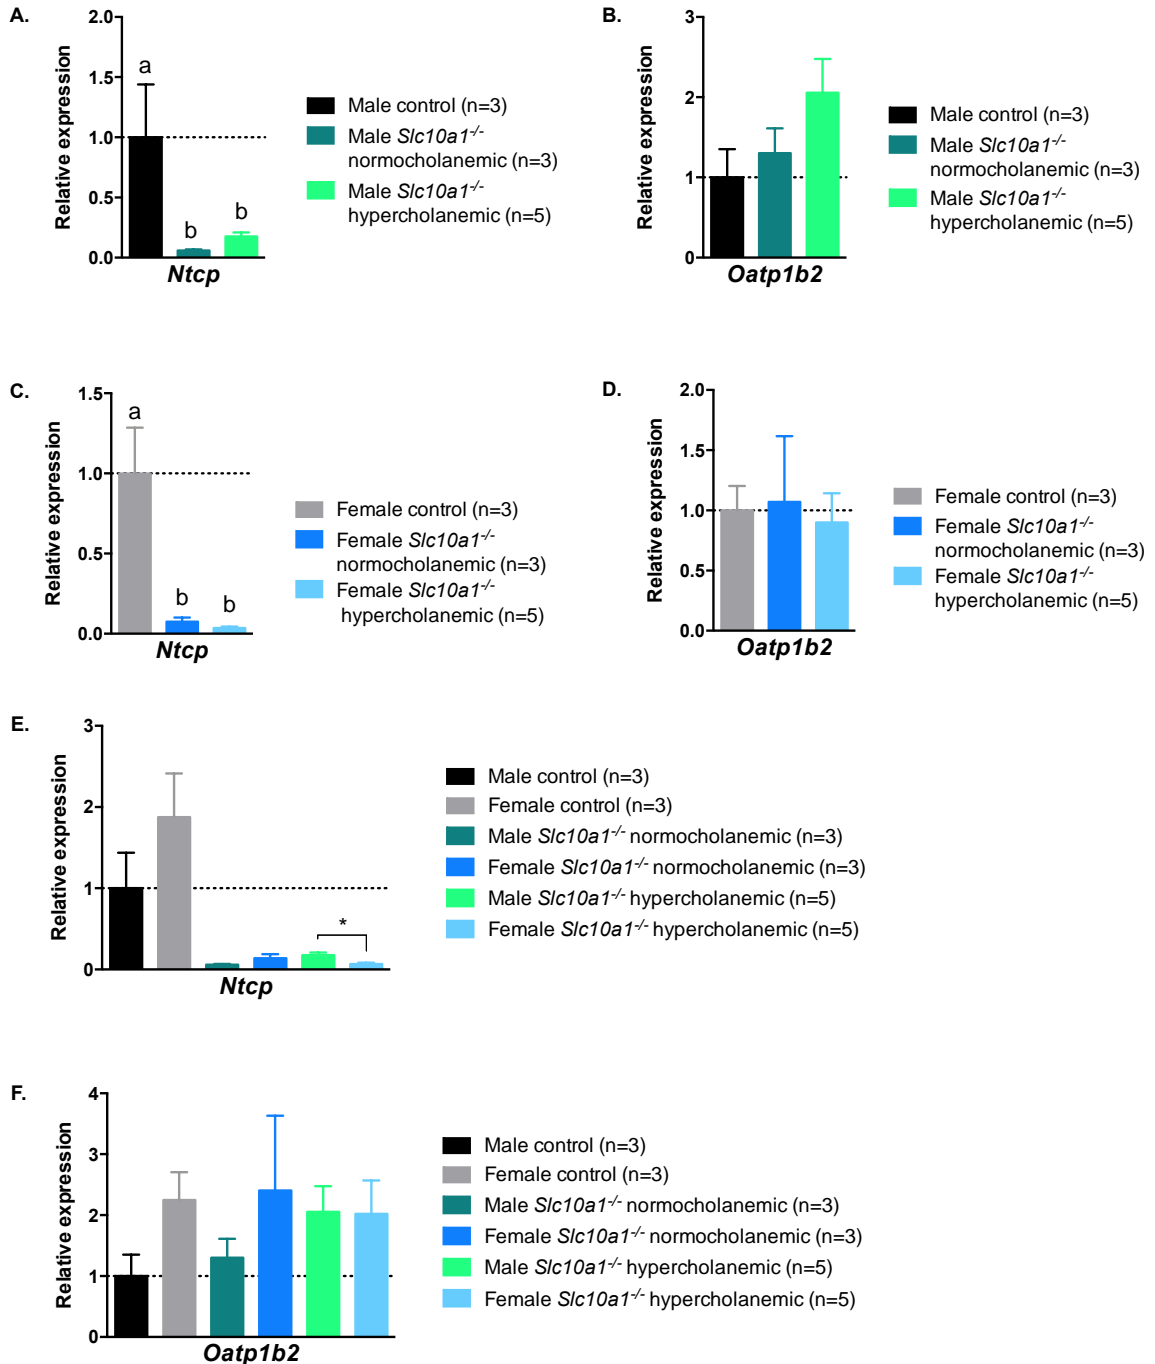 A.
2.0
1.5
1.0
0.5
0.0
Relative expression
a
b
b
Ntcp
Male control (n=3)
Male Slc10a1-/-
normocholanemic (n=3)
Male Slc10a1-/-
hypercholanemic (n=5)
B.
3
2
1
0
Relative expression
Oatp1b2
Male control (n=3)
Male Slc10a1-/-
normocholanemic (n=3)
Male Slc10a1-/-
hypercholanemic (n=5)
C.
1.5
1.0
0.5
0.0
Relative expression
a
b
b
Ntcp
Female control (n=3)
Female Slc10a1-/-
normocholanemic (n=3)
Female Slc10a1-/-
hypercholanemic (n=5)
D.
2.0
1.5
1.0
0.5
0.0
Relative expression
Oatp1b2
Female control (n=3)
Female Slc10a1-/-
normocholanemic (n=3)
Female Slc10a1-/-
hypercholanemic (n=5)
E.
3
2
1
0
Relative expression
*
Ntcp
Male control (n=3)
Female control (n=3)
Male Slc10a1-/- normocholanemic (n=3)
Female Slc10a1-/- normocholanemic (n=3)
Male Slc10a1-/- hypercholanemic (n=5)
Female Slc10a1-/- hypercholanemic (n=5)
F.
4
3
2
1
0
Relative expression
Oatp1b2
Male control (n=3)
Female control (n=3)
Male Slc10a1-/- normocholanemic (n=3)
Female Slc10a1-/- normocholanemic (n=3)
Male Slc10a1-/- hypercholanemic (n=5)
Female Slc10a1-/- hypercholanemic (n=5)